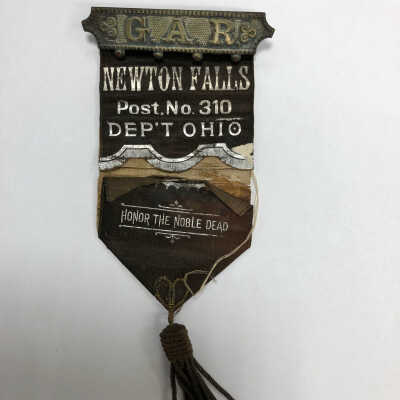 G A R
NEWTON FALLS
Post. No. 310
DEP'T OHIO
HONOR THE NOBLE DEAD